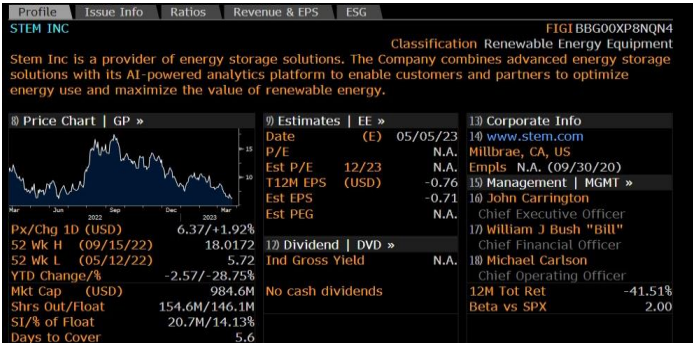 Profile Issue Info Ratios Revenue & EPS ESG
STEM INC FIGI BBG00XP8NQN4
Classification Renewable Energy Equipment
Stem Inc is a provider of energy storage solutions. The Company combines advanced energy storage
solutions with its AI-powered analytics platform to enable customers and partners to optimize
energy use and maximize the value of renewable energy.
8) Price Chart | GP »
15
10
Mar Jun Sep Dec Mar
2022 2023
Px/Chg 1D (USD) 6.37/+1.92%
52 Wk H (09/15/22) 18.0172
52 Wk L (05/12/22) 5.72
YTD Change/% -2.57/-28.75%
Mkt Cap (USD) 984.6M
Shrs Out/Float 154.6M/146.1M
SI/% of Float 20.7M/14.13%
Days to Cover 5.6
9) Estimates | EE »
Date (E) 05/05/23
P/E N.A.
Est P/E 12/23 N.A.
T12M EPS (USD) -0.76
Est EPS -0.71
Est PEG N.A.
12) Dividend | DVD »
Ind Gross Yield N.A.
No cash dividends
13) Corporate Info
14) www.stem.com
Millbrae, CA, US
Empls N.A. (09/30/20)
15) Management | MGMT »
16) John Carrington
Chief Executive Officer
17) William J Bush "Bill"
Chief Financial Officer
18) Michael Carlson
Chief Operating Officer
12M Tot Ret -41.51%
Beta vs SPX 2.00